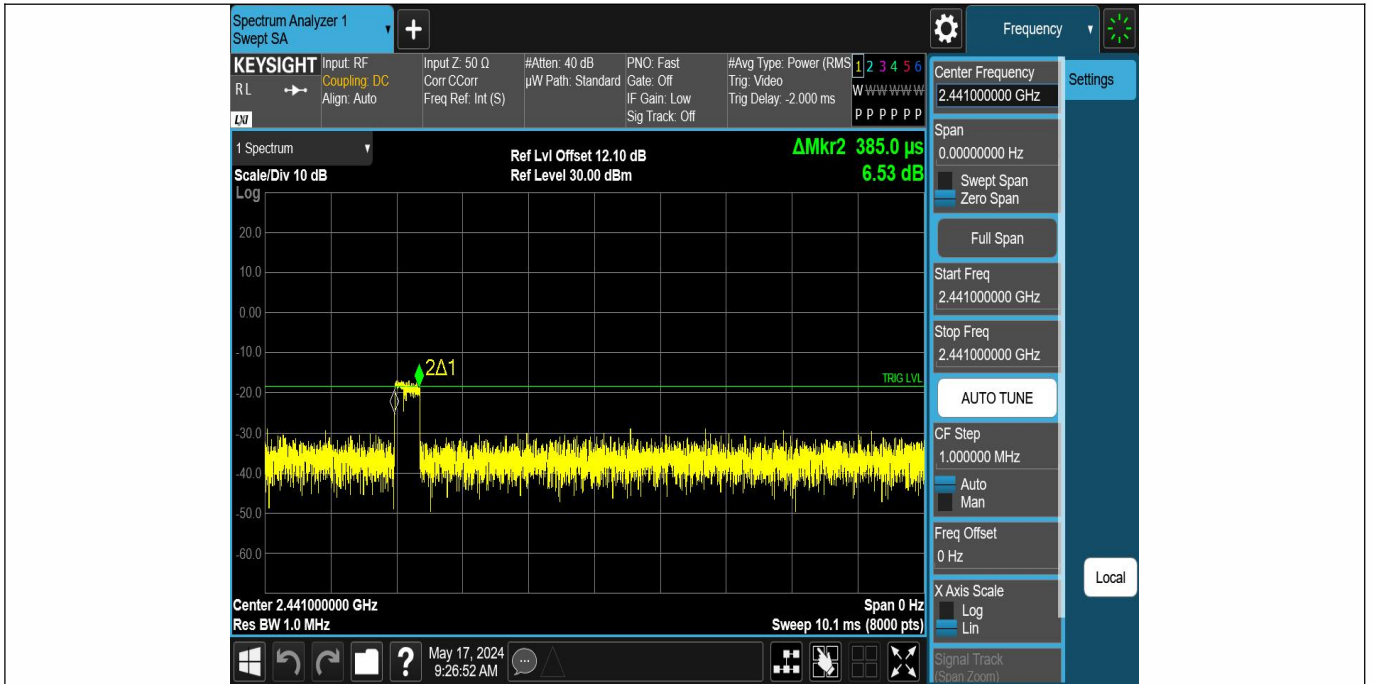 Spectrum Analyzer 1
Swept SA
+
Frequency
KEYSIGHT
R L
LXI
Input: RF
Coupling: DC
Align: Auto
Input Z: 50 Ω
Corr CCorr
Freq Ref: Int (S)
#Atten: 40 dB
µW Path: Standard
PNO: Fast
Gate: Off
IF Gain: Low
Sig Track: Off
#Avg Type: Power (RMS
Trig: Video
Trig Delay: -2.000 ms
1 2 3 4 5 6
W W W W W W
P P P P P P
1 Spectrum
Scale/Div 10 dB
Log
Ref Lvl Offset 12.10 dB
Ref Level 30.00 dBm
ΔMkr2 385.0 µs
6.53 dB
20.0
10.0
0.00
-10.0
-20.0
-30.0
-40.0
-50.0
-60.0
2Δ1
TRIG LVL
Center 2.441000000 GHz
Res BW 1.0 MHz
Span 0 Hz
Sweep 10.1 ms (8000 pts)
?
May 17, 2024
9:26:52 AM
Center Frequency
2.441000000 GHz
Settings
Span
0.00000000 Hz
Swept Span
Zero Span
Full Span
Start Freq
2.441000000 GHz
Stop Freq
2.441000000 GHz
AUTO TUNE
CF Step
1.000000 MHz
Auto
Man
Freq Offset
0 Hz
X Axis Scale
Log
Lin
Signal Track
(Span Zoom)
Local